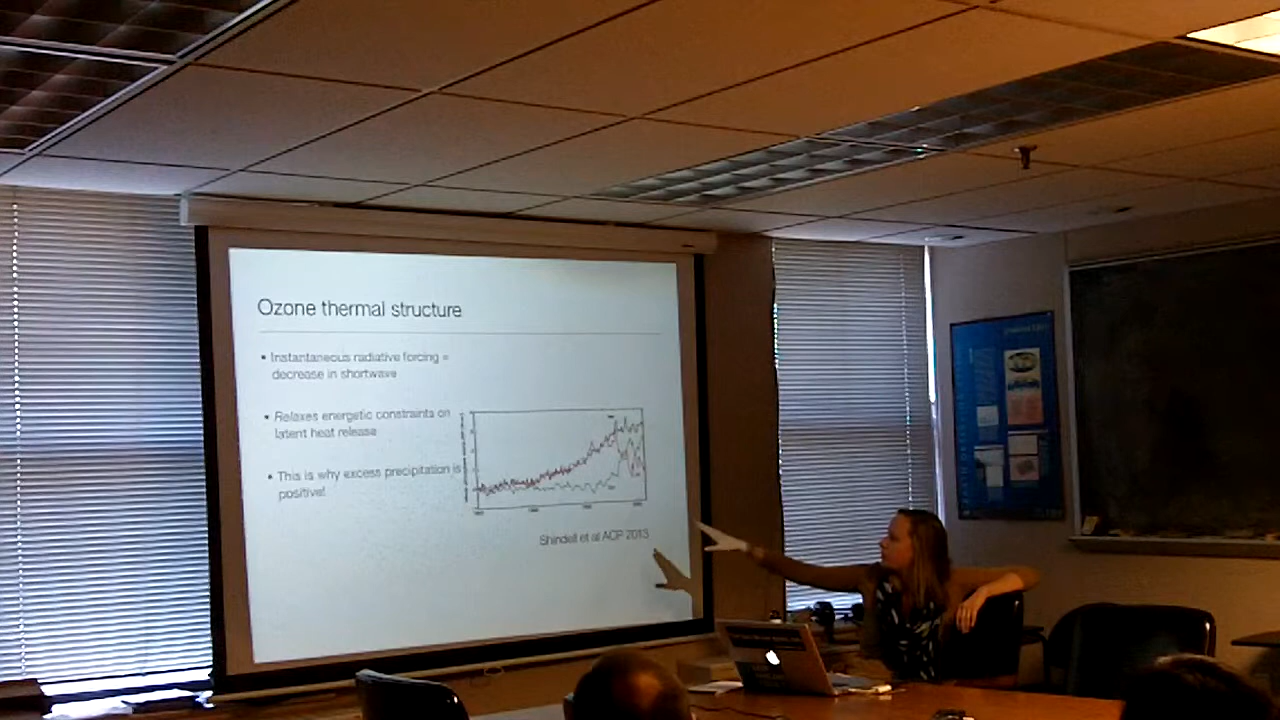 Ozone thermal structure
• Instantaneous radiative forcing =
decrease in shortwave
• Relaxes energetic constraints on
latent heat release
• This is why excess precipitation is
positive!
Shindell et al ACP 2013